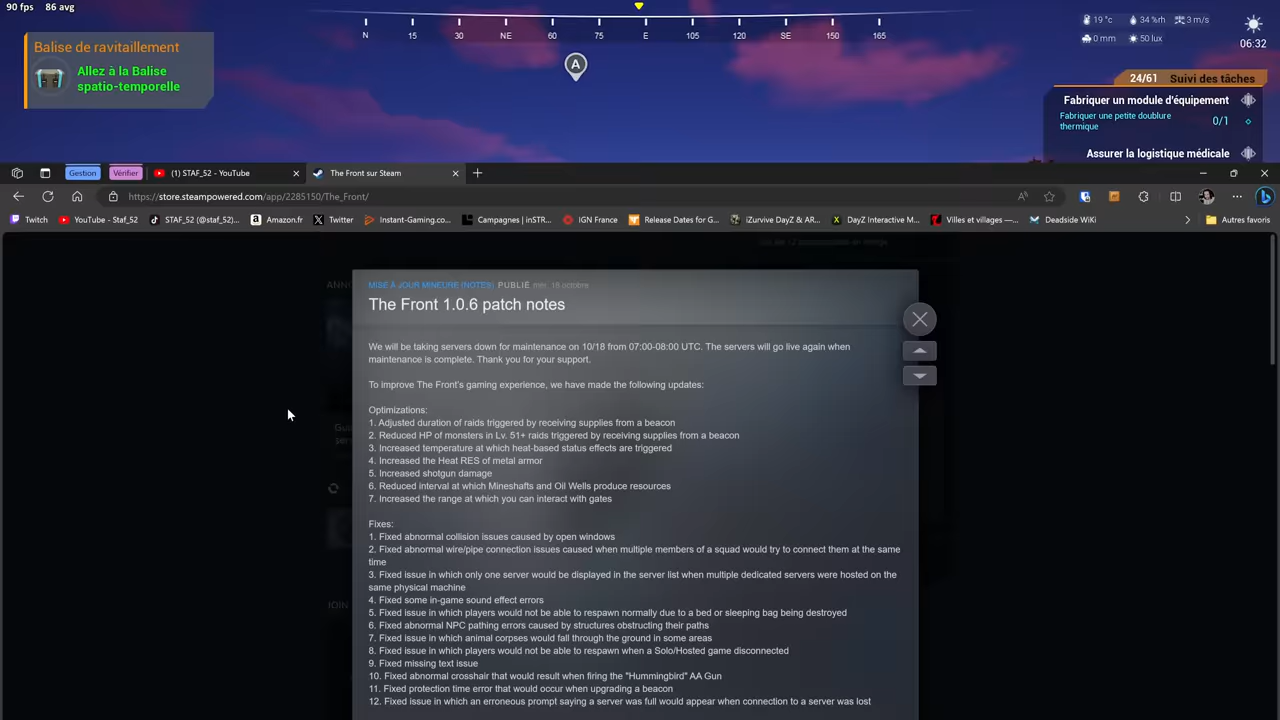 90 fps 86 avg
N 15 30 NE 60 75 E 105 120 SE 150 165
A
19 °c 34 %rh 3 m/s
0 mm 50 lux
06:32
Balise de ravitaillement
Allez à la Balise
spatio-temporelle
24/61 Suivi des tâches
Fabriquer un module d'équipement
Fabriquer une petite doublure
thermique
0/1
Assurer la logistique médicale
Gestion Vérifier (1) STAF_52 - YouTube The Front sur Steam
https://store.steampowered.com/app/2285150/The_Front/
Twitch YouTube - Staf_52 TikTok (@staf_52)... Amazon.fr Twitter Instant-Gaming.co... Campagnes | inSTR... IGN France Release Dates for G... iZurvive DayZ & AR... DayZ Interactive M... Villes et villages —... Deadside WiKi Autres favoris
MISE À JOUR MINEURE (NOTES) PUBLIÉ
The Front 1.0.6 patch notes
We will be taking servers down for maintenance on 10/18 from 07:00-08:00 UTC. The servers will go live again when
maintenance is complete. Thank you for your support.
To improve The Front's gaming experience, we have made the following updates:
Optimizations:
1. Adjusted duration of raids triggered by receiving supplies from a beacon
2. Reduced HP of monsters in Lv. 51+ raids triggered by receiving supplies from a beacon
3. Increased temperature at which heat-based status effects are triggered
4. Increased the Heat RES of metal armor
5. Increased shotgun damage
6. Reduced interval at which Mineshafts and Oil Wells produce resources
7. Increased the range at which you can interact with gates
Fixes:
1. Fixed abnormal collision issues caused by open windows
2. Fixed abnormal wire/pipe connection issues caused when multiple members of a squad would try to connect them at the same
time
3. Fixed issue in which only one server would be displayed in the server list when multiple dedicated servers were hosted on the
same physical machine
4. Fixed some in-game sound effect errors
5. Fixed issue in which players would not be able to respawn normally due to a bed or sleeping bag being destroyed
6. Fixed abnormal NPC pathing errors caused by structures obstructing their paths
7. Fixed issue in which animal corpses would fall through the ground in some areas
8. Fixed issue in which players would not be able to respawn when a Solo/Hosted game disconnected
9. Fixed missing text issue
10. Fixed abnormal crosshair that would result when firing the "Hummingbird" AA Gun
11. Fixed protection time error that would occur when upgrading a beacon
12. Fixed issue in which an erroneous prompt saying a server was full would appear when connection to a server was lost